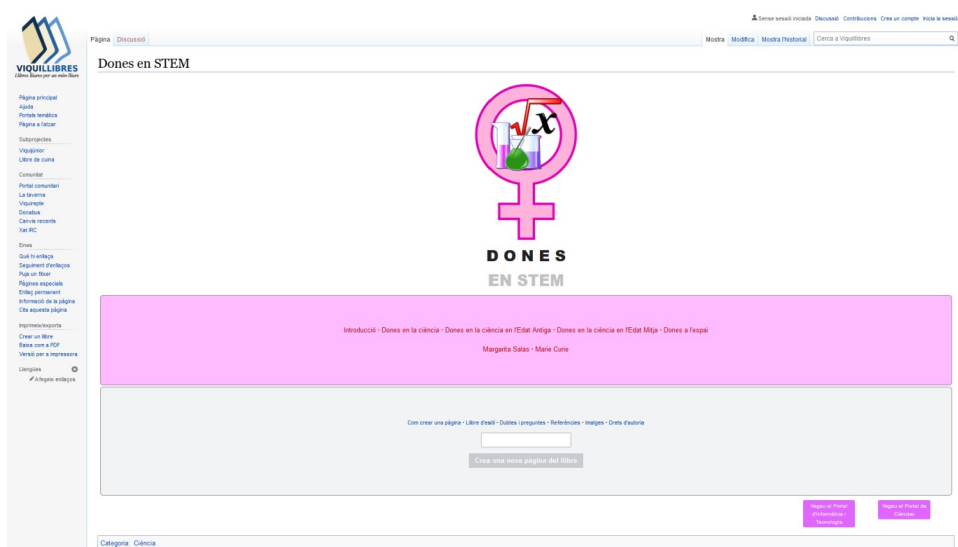 Sense sessió iniciada Discussió Contribucions Crea un compte Inicia la sessió
Pàgina Discussió
Mostra Modifica Mostra l'historial Cerca a Viquillibres
VIQUILLIBRES
Llibres lliures per un món lliure
Pàgina principal
Ajuda
Portals temàtics
Pàgina a l'atzar
Subprojectes
Viquijúnior
Llibre de cuina
Comunitat
Portal comunitari
La taverna
Viquirepte
Donatius
Canvis recents
Xat IRC
Eines
Què hi enllaça
Seguiment d'enllaços
Puja un fitxer
Pàgines especials
Enllaç permanent
Informació de la pàgina
Cita aquesta pàgina
Imprimeix/exporta
Crear un llibre
Baixa com a PDF
Versió per a impressora
Llengües
Afegeix enllaços
Dones en STEM
√x
DONES
EN STEM
Introducció - Dones en la ciència - Dones en la ciència en l'Edat Antiga - Dones en la ciència en l'Edat Mitja - Dones a l'espai
Margarita Salas - Marie Curie
Com crear una pàgina - Llibre d'estil - Dubtes i preguntes - Referències - Imatges - Drets d'autoria
Crea una nova pàgina del llibre
Vegeu el Portal
d'Informàtica i
Tecnologia
Vegeu el Portal de
Ciències
Categoria: Ciència